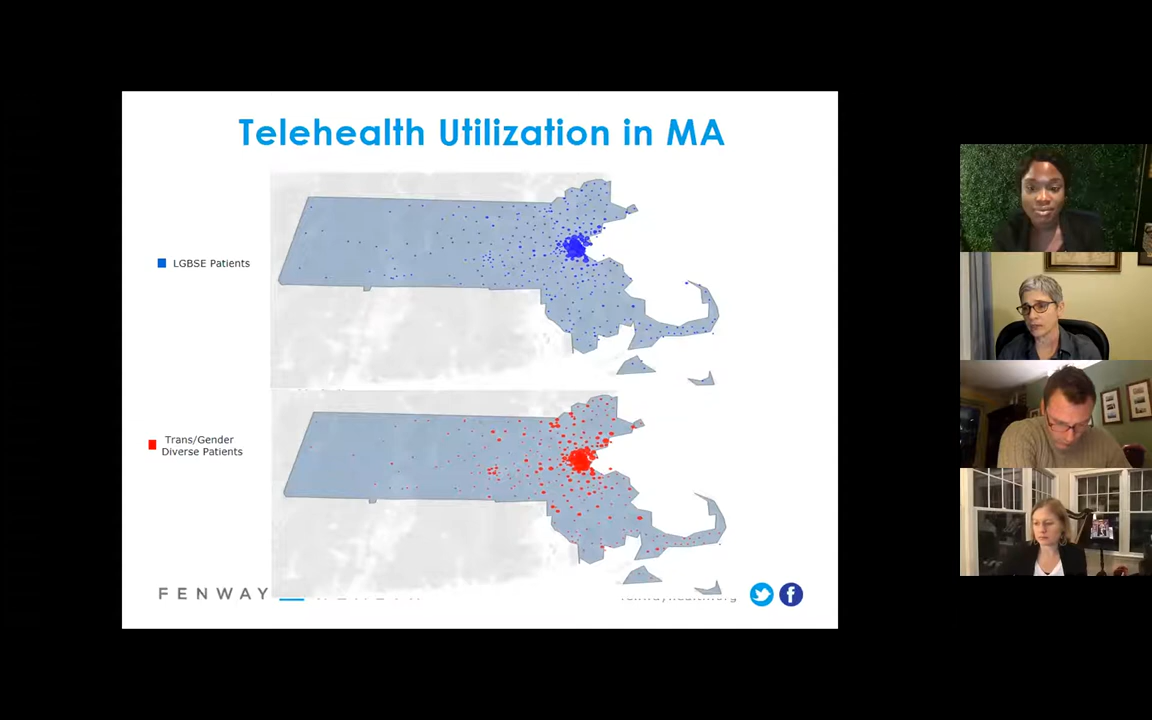 Telehealth Utilization in MA
LGBSE Patients
Trans/Gender
Diverse Patients
FENWAY